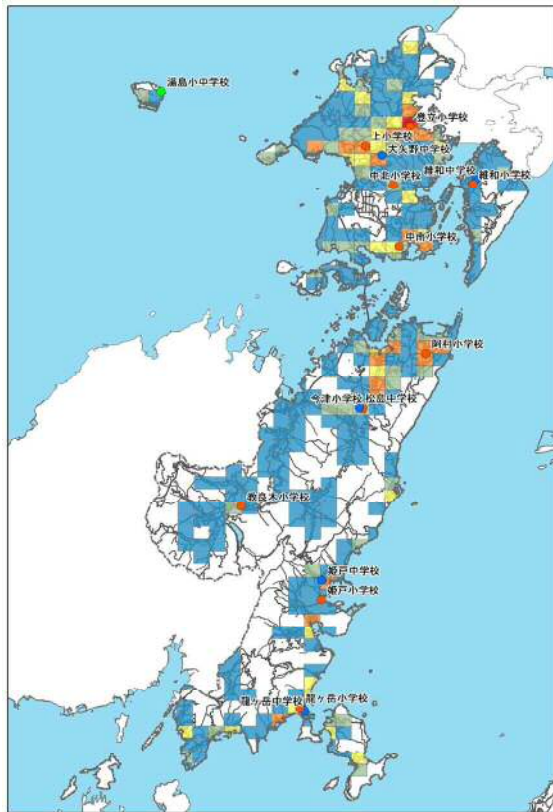 湯島小中学校
登立小学校
上小学校
大矢野中学校
中北小学校
維和中学校
維和小学校
中南小学校
阿村小学校
今津小学校
松島中学校
教良木小学校
姫戸中学校
姫戸小学校
龍ヶ岳中学校
龍ヶ岳小学校